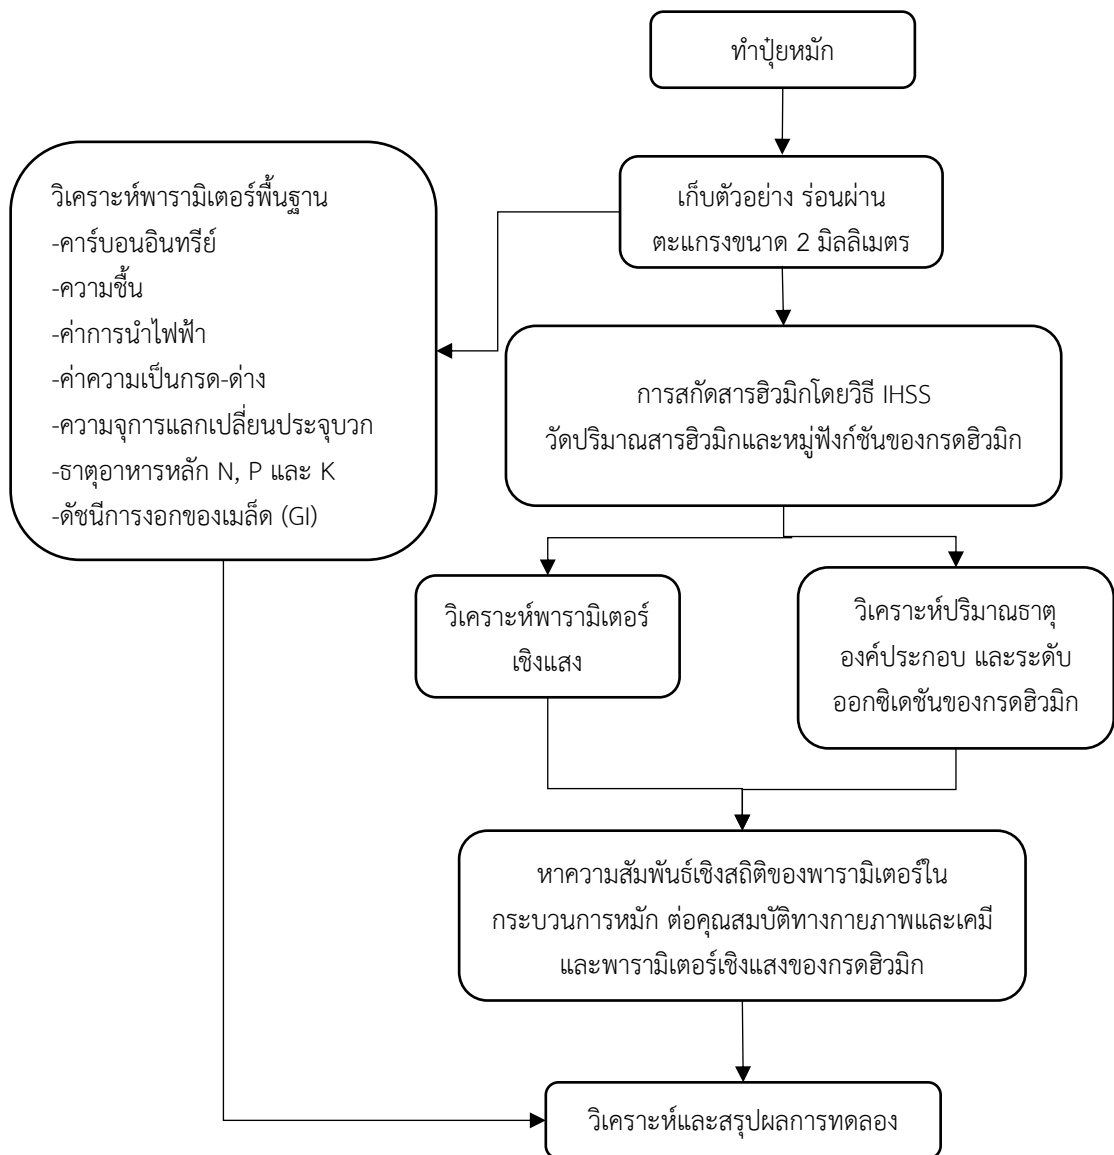 ทำปุ๋ยหมัก
เก็บตัวอย่าง ร่อนผ่าน
ตะแกรงขนาด 2 มิลลิเมตร
วิเคราะห์พารามิเตอร์พื้นฐาน
-คาร์บอนอินทรีย์
-ความชื้น
-ค่าการนำไฟฟ้า
-ค่าความเป็นกรด-ด่าง
-ความจุการแลกเปลี่ยนประจุบวก
-ธาตุอาหารหลัก N, P และ K
-ดัชนีการงอกของเมล็ด (GI)
การสกัดสารฮิวมิกโดยวิธี IHSS
วัดปริมาณสารฮิวมิกและหมู่ฟังก์ชันของกรดฮิวมิก
วิเคราะห์พารามิเตอร์
เชิงแสง
วิเคราะห์ปริมาณธาตุ
องค์ประกอบ และระดับ
ออกซิเดชันของกรดฮิวมิก
หาความสัมพันธ์เชิงสถิติของพารามิเตอร์ใน
กระบวนการหมัก ต่อคุณสมบัติทางกายภาพและเคมี
และพารามิเตอร์เชิงแสงของกรดฮิวมิก
วิเคราะห์และสรุปผลการทดลอง